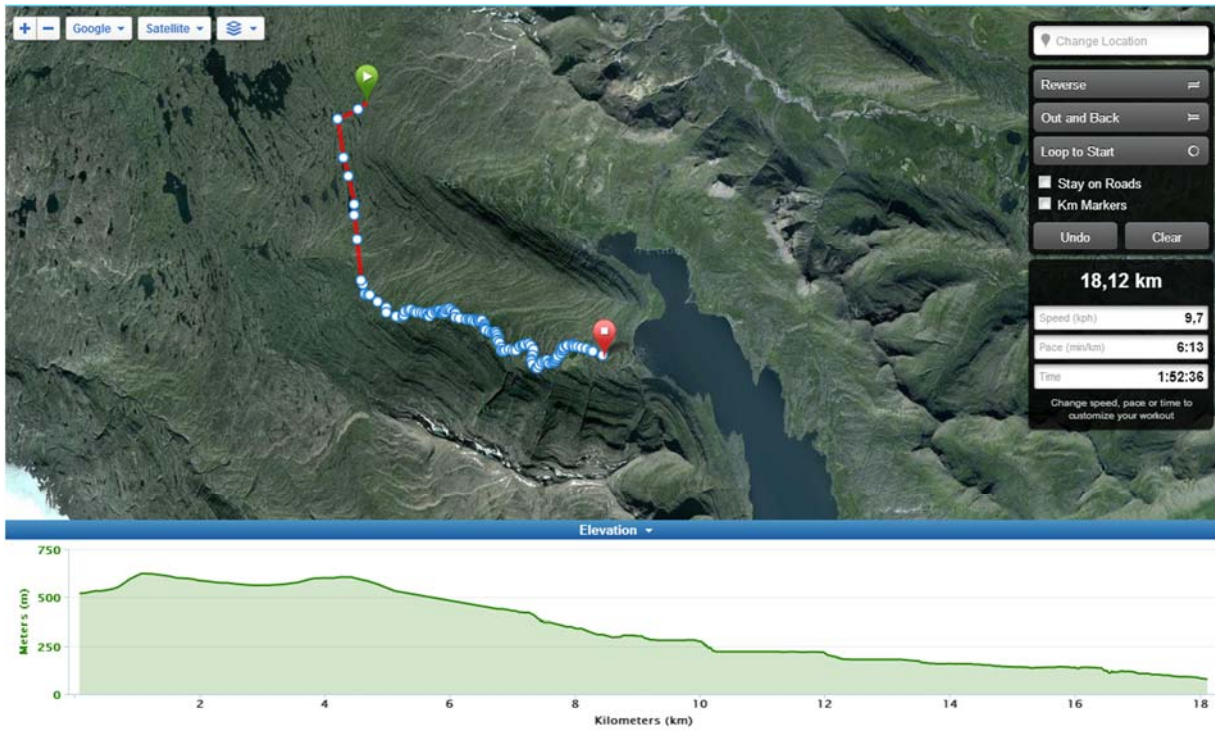 + − Google Satellite
Change Location
Reverse
Out and Back
Loop to Start
Stay on Roads
Km Markers
Undo Clear
18,12 km
Speed (kph) 9,7
Pace (min/km) 6:13
Time 1:52:36
Change speed, pace or time to
customize your workout
Elevation
750
500
250
0
Meters (m)
2 4 6 8 10 12 14 16 18
Kilometers (km)